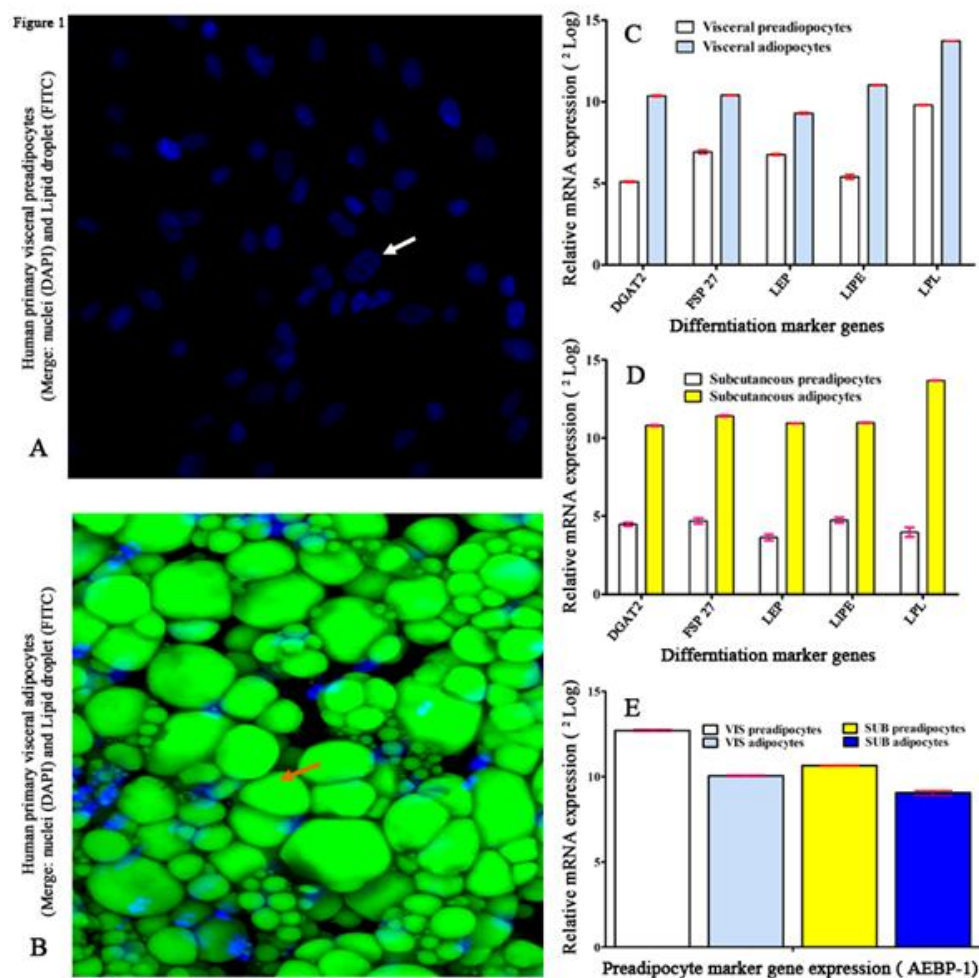 Figure 1
Human primary visceral preadipocytes
(Merge: nuclei (DAPI) and Lipid droplet (FITC)
A
Human primary visceral adipocytes
(Merge: nuclei (DAPI) and Lipid droplet (FITC)
B
C
Visceral preadiopocytes
Visceral adiopocytes
Relative mRNA expression ( ² Log)
15
10
5
0
DGAT2
FSP 27
LEP
LIPE
LPL
Differntiation marker genes
D
Subcutaneous preadipocytes
Subcutaneous adipocytes
Relative mRNA expression ( ² Log)
15
10
5
0
DGAT2
FSP 27
LEP
LIPE
LPL
Differntiation marker genes
E
VIS preadipocytes
SUB preadipocytes
VIS adipocytes
SUB adipocytes
Relative mRNA expression ( ² Log)
15
10
5
0
Preadipocyte marker gene expression ( AEBP-1)